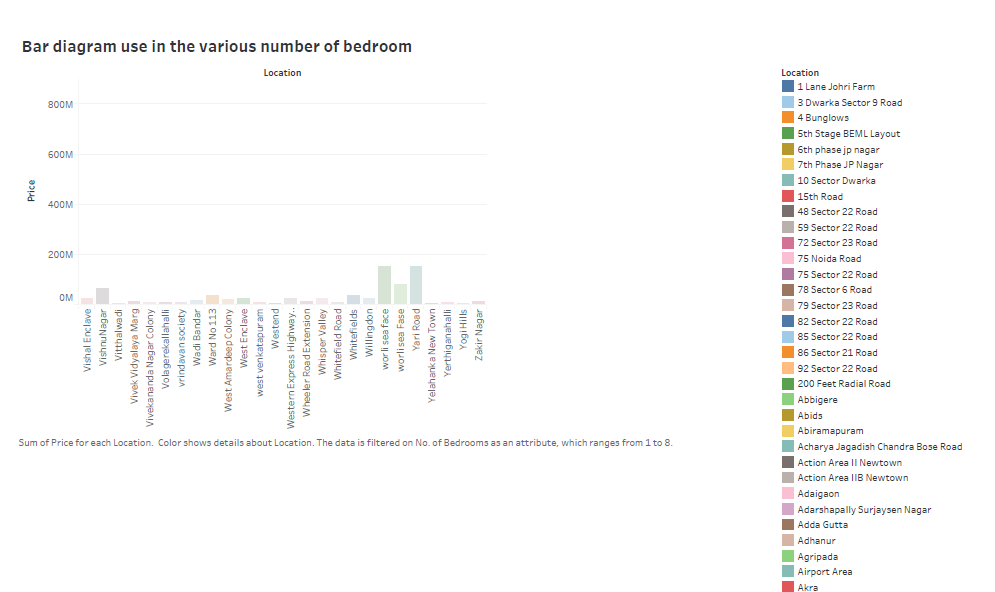 Bar diagram use in the various number of bedroom
Location
Price
800M
600M
400M
200M
0M
Vishal Enclave
VishnuNagar
Vitthalwadi
Vivek Vidyalaya Marg
Vivekananda Nagar Colony
Volagerekallahalli
vrindavan society
Wadi Bandar
Ward No 113
West Amardeep Colony
West Enclave
west venkatapuram
Westend
Western Express Highway..
Wheeler Road Extension
Whisper Valley
Whitefield Road
Whitefields
Willingdon
worli sea face
worli sea Fase
Yari Road
Yelahanka New Town
Yerthiganahalli
Yogi Hills
Zakir Nagar
Sum of Price for each Location. Color shows details about Location. The data is filtered on No. of Bedrooms as an attribute, which ranges from 1 to 8.
Location
1 Lane Johri Farm
3 Dwarka Sector 9 Road
4 Bunglows
5th Stage BEML Layout
6th phase jp nagar
7th Phase JP Nagar
10 Sector Dwarka
15th Road
48 Sector 22 Road
59 Sector 22 Road
72 Sector 23 Road
75 Noida Road
75 Sector 22 Road
78 Sector 6 Road
79 Sector 23 Road
82 Sector 22 Road
85 Sector 22 Road
86 Sector 21 Road
92 Sector 22 Road
200 Feet Radial Road
Abbigere
Abids
Abiramapuram
Acharya Jagadish Chandra Bose Road
Action Area II Newtown
Action Area IIB Newtown
Adaigaon
Adarshapally Surjaysen Nagar
Adda Gutta
Adhanur
Agripada
Airport Area
Akra